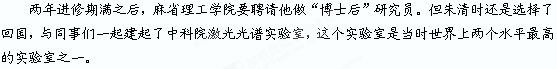 两年进修期满之后，麻省理工学院要聘请他做“博士后”研究员。但朱清时还是选择了
回国，与同事们一起建起了中科院激光光谱实验室，这个实验室是当时世界上两个水平最高
的实验室之一。